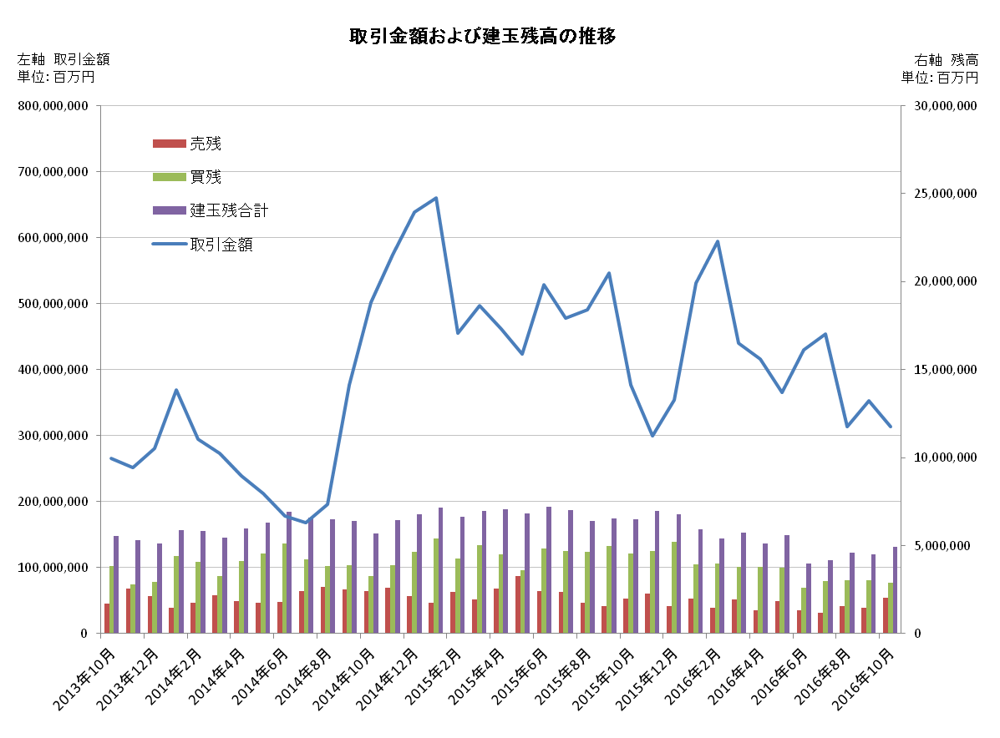 取引金額および建玉残高の推移
左軸 取引金額
単位：百万円
右軸 残高
単位：百万円
800,000,000
700,000,000
600,000,000
500,000,000
400,000,000
300,000,000
200,000,000
100,000,000
0
売残
買残
建玉残合計
取引金額
30,000,000
25,000,000
20,000,000
15,000,000
10,000,000
5,000,000
0
2013年10月
2013年12月
2014年2月
2014年4月
2014年6月
2014年8月
2014年10月
2014年12月
2015年2月
2015年4月
2015年6月
2015年8月
2015年10月
2015年12月
2016年2月
2016年4月
2016年6月
2016年8月
2016年10月